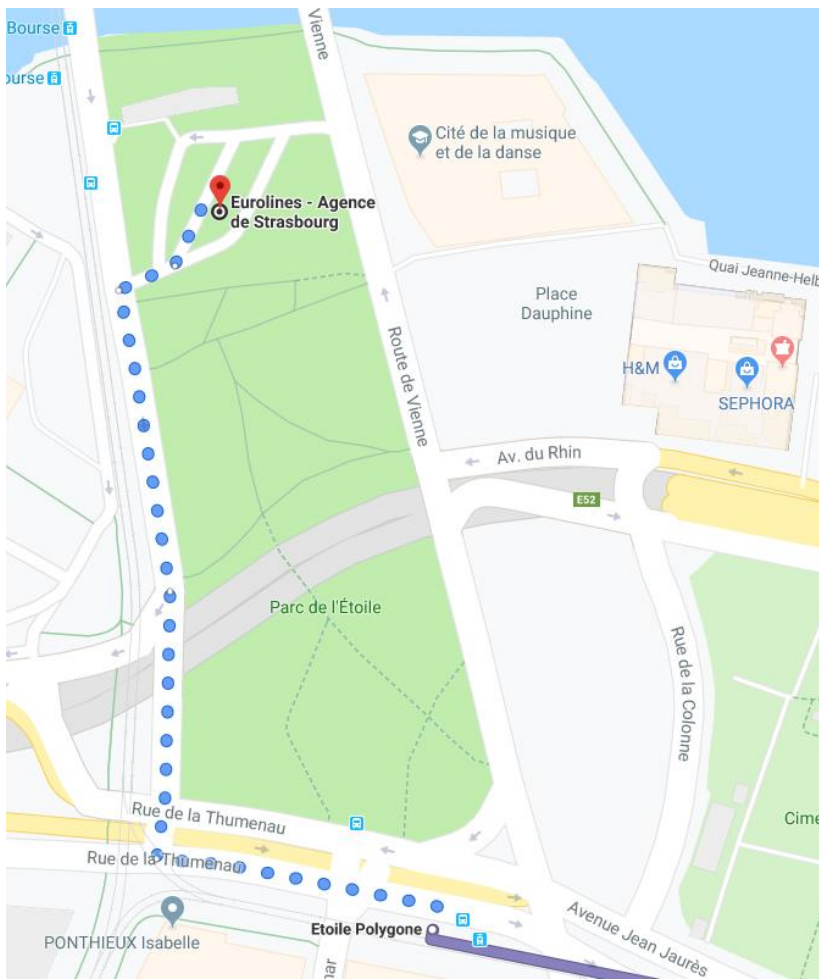 Bourse
ourse
Vienne
Cité de la musique
et de la danse
Eurolines - Agence
de Strasbourg
Quai Jeanne-Helb
Place
Dauphine
Route de Vienne
H&M
SEPHORA
Av. du Rhin
E52
Parc de l'Étoile
Rue de la Colonne
Rue de la Thumenau
Cime
Rue de la Thumenau
Etoile Polygone
Avenue Jean Jaurès
PONTHIEUX Isabelle
mar